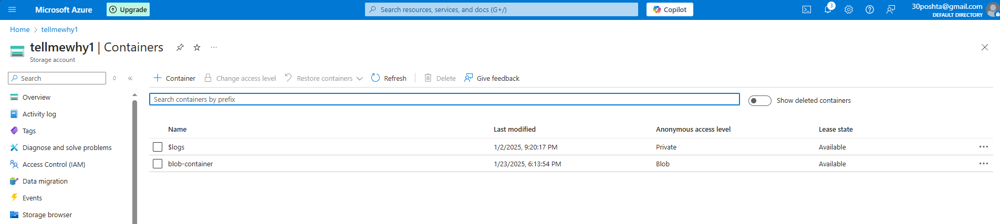 Microsoft Azure
Upgrade
Search resources, services, and docs (G+/)
Copilot
3
30poshta@gmail.com
DEFAULT DIRECTORY
Home > tellmewhy1
tellmewhy1 | Containers
Storage account
Search
Container
Change access level
Restore containers
Refresh
Delete
Give feedback
Search containers by prefix
Show deleted containers
Overview
Activity log
Tags
Diagnose and solve problems
Access Control (IAM)
Data migration
Events
Storage browser
Name Last modified Anonymous access level Lease state
$logs 1/2/2025, 9:20:17 PM Private Available
blob-container 1/23/2025, 6:13:54 PM Blob Available